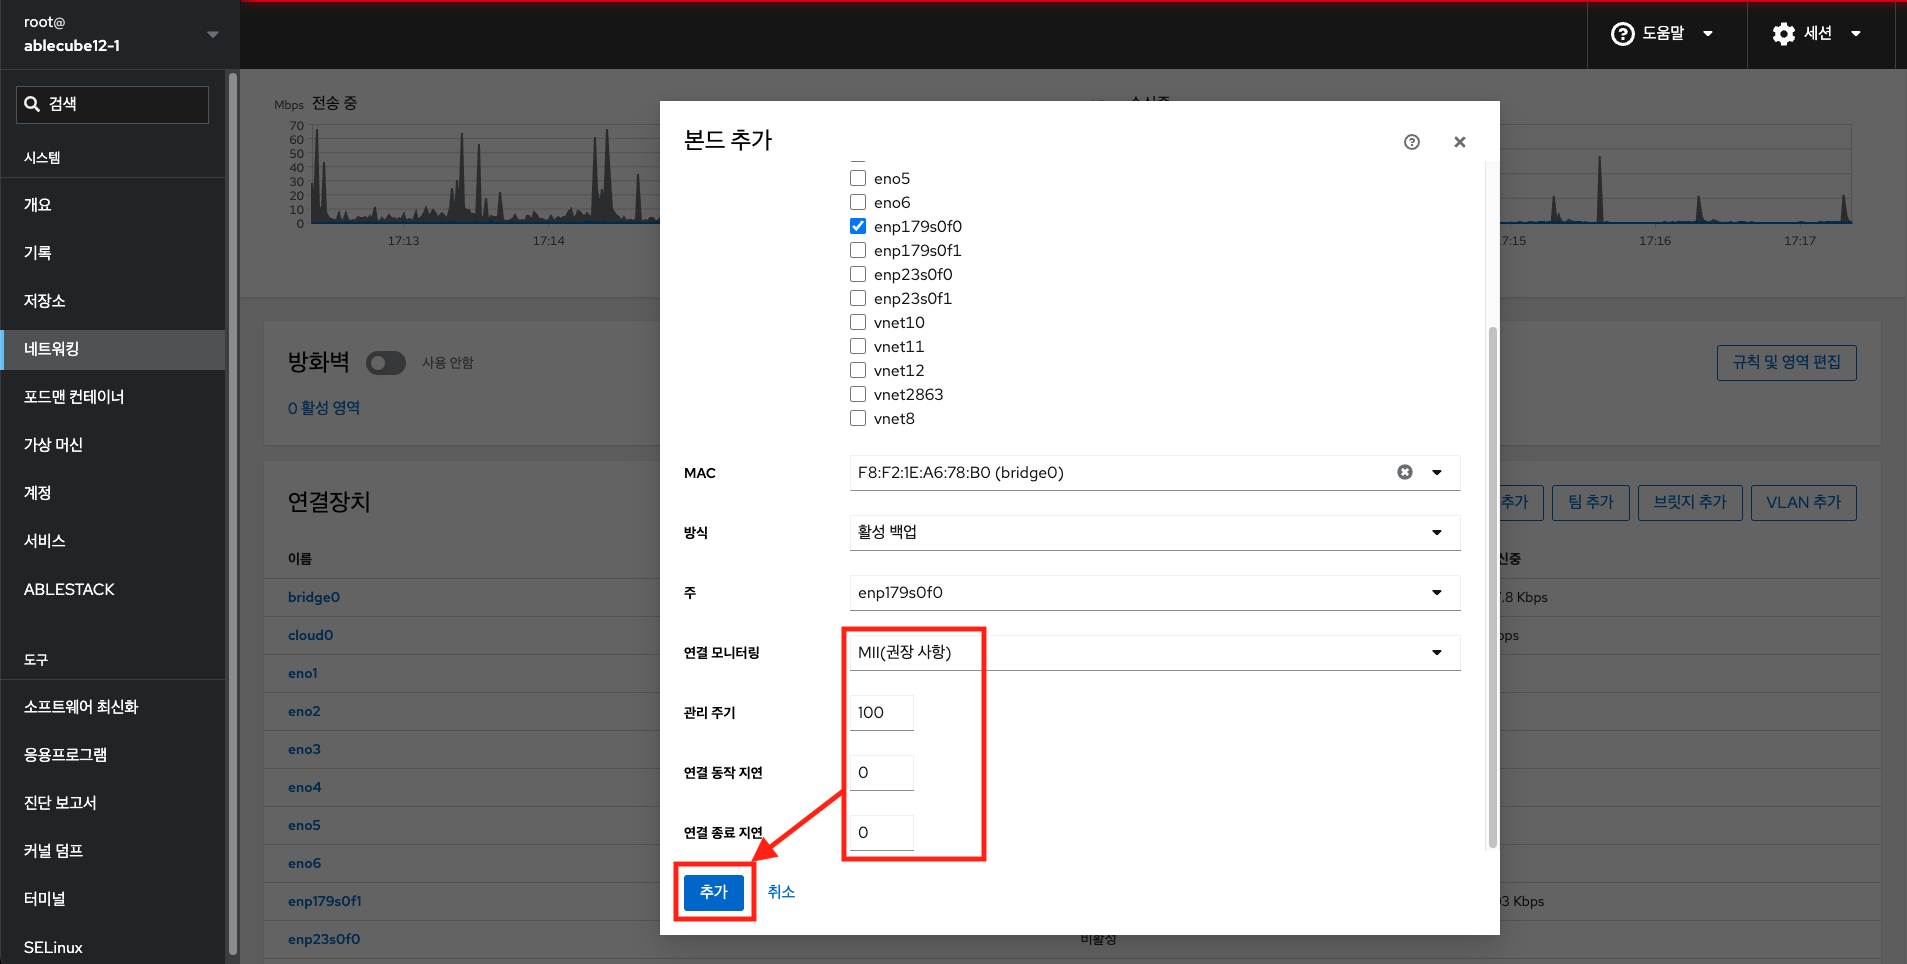 root@
ablecube12-1
도움말
세션
검색
시스템
개요
기록
저장소
네트워킹
포드맨 컨테이너
가상 머신
계정
서비스
ABLESTACK
도구
소프트웨어 최신화
응용프로그램
진단 보고서
커널 덤프
터미널
SELinux
Mbps 전송 중
70
60
50
40
30
20
10
0
17:13
17:14
17:16
17:17
방화벽
사용 안함
0 활성 영역
규칙 및 영역 편집
연결장치
추가
팀 추가
브릿지 추가
VLAN 추가
이름
bridge0
cloud0
eno1
eno2
eno3
eno4
eno5
eno6
enp179s0f1
enp23s0f0
비활성
본드 추가
eno5
eno6
enp179s0f0
enp179s0f1
enp23s0f0
enp23s0f1
vnet10
vnet11
vnet12
vnet2863
vnet8
MAC
F8:F2:1E:A6:78:B0 (bridge0)
방식
활성 백업
주
enp179s0f0
연결 모니터링
MII(권장 사항)
관리 주기
100
연결 동작 지연
0
연결 종료 지연
0
추가
취소